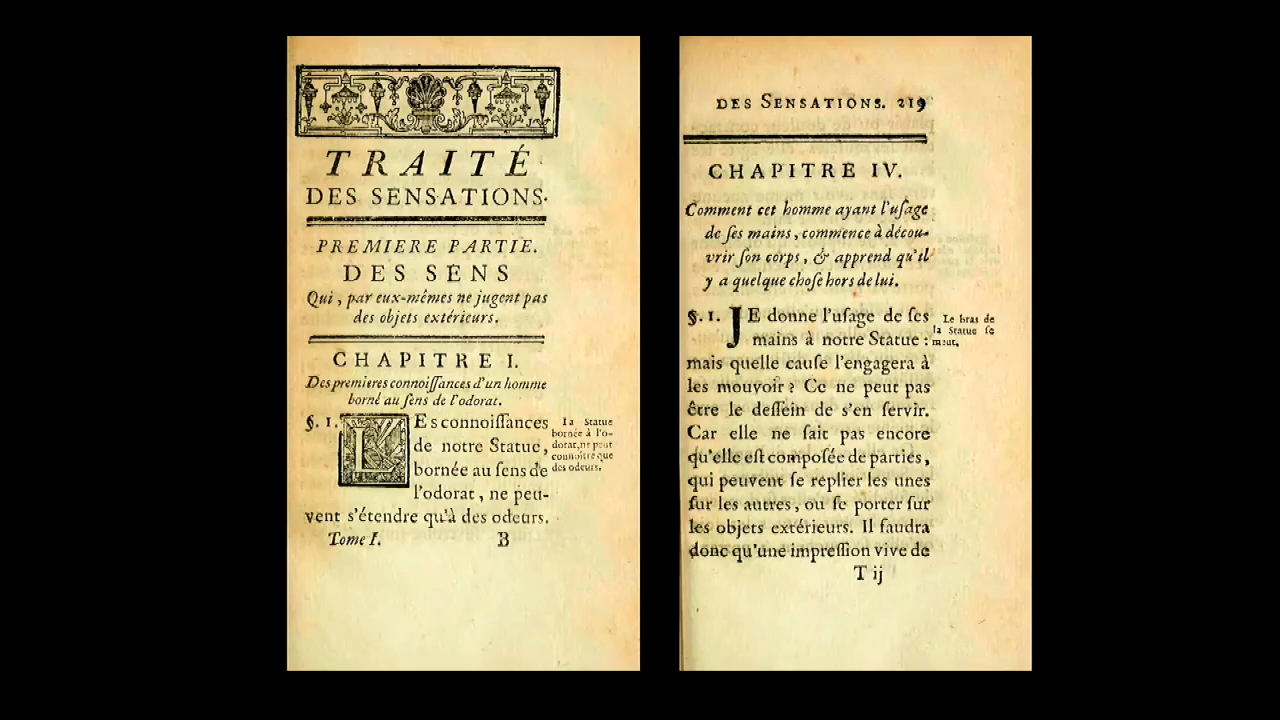 TRAITÉ
DES SENSATIONS.
PREMIERE PARTIE.
DES SENS
Qui, par eux-mêmes ne jugent pas
des objets extérieurs.
CHAPITRE I.
Des premieres connoiſſances d'un homme
borné au ſens de l'odorat.
§. 1. LEs connoiſſances
de notre Statue,
bornée au ſens de
l'odorat, ne peu-
vent s'étendre qu'à des odeurs.
La Statue
bornée à l'o-
dorat, ne peut
connoître que
des odeurs.
Tome I. B
DES SENSATIONS. 219
CHAPITRE IV.
Comment cet homme ayant l'uſage
de ſes mains, commence à décou-
vrir ſon corps, & apprend qu'il
y a quelque choſe hors de lui.
§. 1. JE donne l'uſage de ſes
mains à notre Statue :
mais quelle cauſe l'engagera à
les mouvoir ? Ce ne peut pas
être le deſſein de s'en ſervir.
Car elle ne ſait pas encore
qu'elle eſt compoſée de parties,
qui peuvent ſe replier les unes
ſur les autres, ou ſe porter ſur
les objets extérieurs. Il faudra
donc qu'une impreſſion vive de
Le bras de
la Statue ſe
meut.
T ij